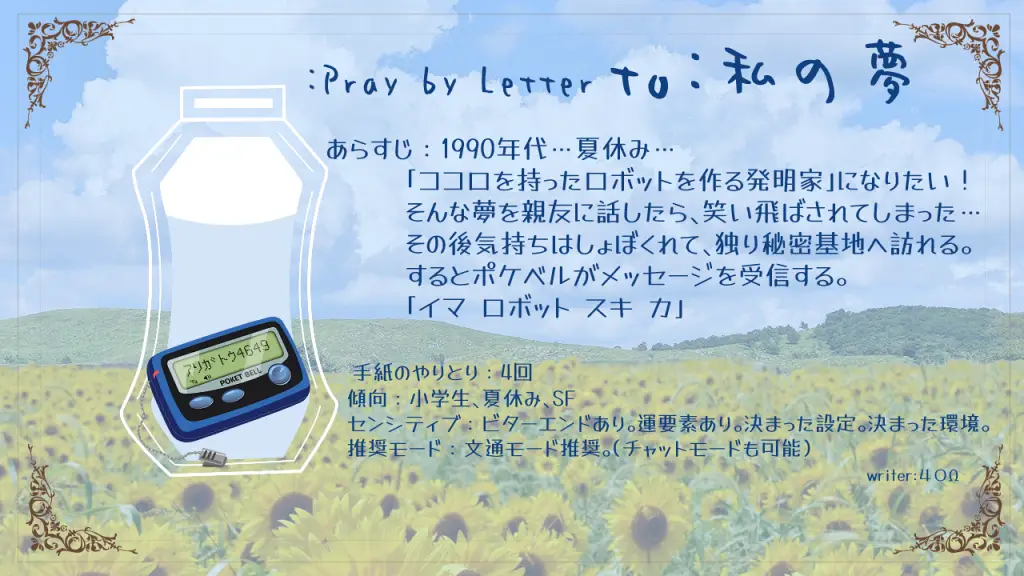 :Pray by Letter to:私の夢
あらすじ：1990年代…夏休み…
「ココロを持ったロボットを作る発明家」になりたい！
そんな夢を親友に話したら、笑い飛ばされてしまった…
その後気持ちはしょぼくれて、独り秘密基地へ訪れる。
するとポケベルがメッセージを受信する。
「イマ ロボット スキ カ」
アリガトウ4649
POKET BELL
手紙のやりとり：4回
傾向：小学生、夏休み、SF
センシティブ：ビターエンドあり。運要素あり。決まった設定。決まった環境。
推奨モード：文通モード推奨。（チャットモードも可能）
writer:40Ω